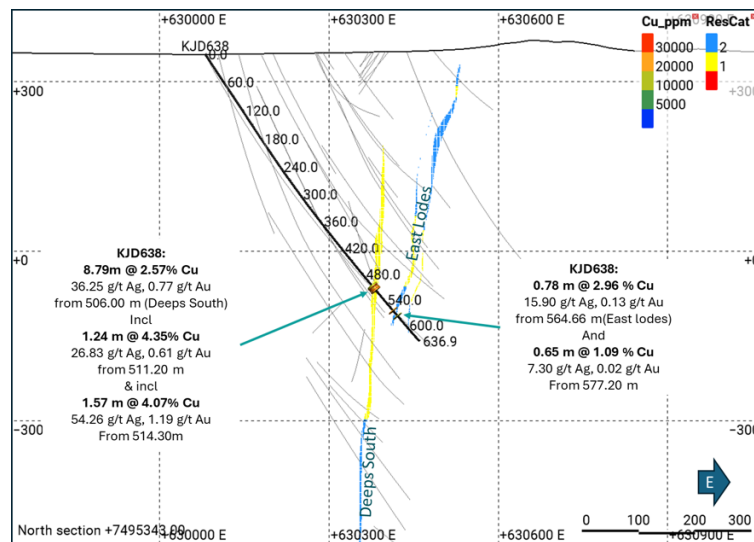 +630000 E
+630300 E
+630600 E
+630900 E
Cu_ppm
ResCat
30000
20000
10000
5000
2
1
+300
+300
KJD638
0.0
60.0
120.0
180.0
240.0
300.0
360.0
420.0
480.0
540.0
600.0
636.9
East Lodes
Deeps South
+0
+0
KJD638:
8.79m @ 2.57% Cu
36.25 g/t Ag, 0.77 g/t Au
from 506.00 m (Deeps South)
Incl
1.24 m @ 4.35% Cu
26.83 g/t Ag, 0.61 g/t Au
from 511.20 m
& incl
1.57 m @ 4.07% Cu
54.26 g/t Ag, 1.19 g/t Au
From 514.30m
KJD638:
0.78 m @ 2.96 % Cu
15.90 g/t Ag, 0.13 g/t Au
from 564.66 m(East lodes)
And
0.65 m @ 1.09 % Cu
7.30 g/t Ag, 0.02 g/t Au
From 577.20 m
-300
-300
E
North section +7495343.00
+630000 E
+630300 E
+630600 E
+630900 E
0 100 200 300